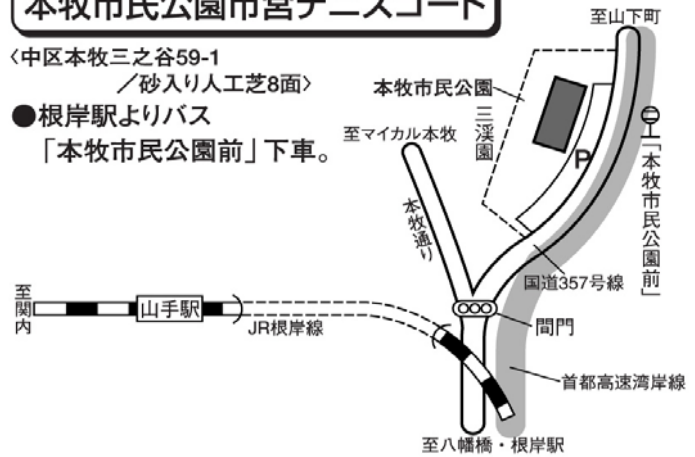 本牧市民公園市営テニスコート
〈中区本牧三之谷59-1
／砂入り人工芝8面〉
●根岸駅よりバス
「本牧市民公園前」下車。
至山下町
本牧市民公園
三渓園
至マイカル本牧
P
「本牧市民公園前」
本牧通り
国道357号線
至関内
山手駅
JR根岸線
間門
首都高速湾岸線
至八幡橋・根岸駅